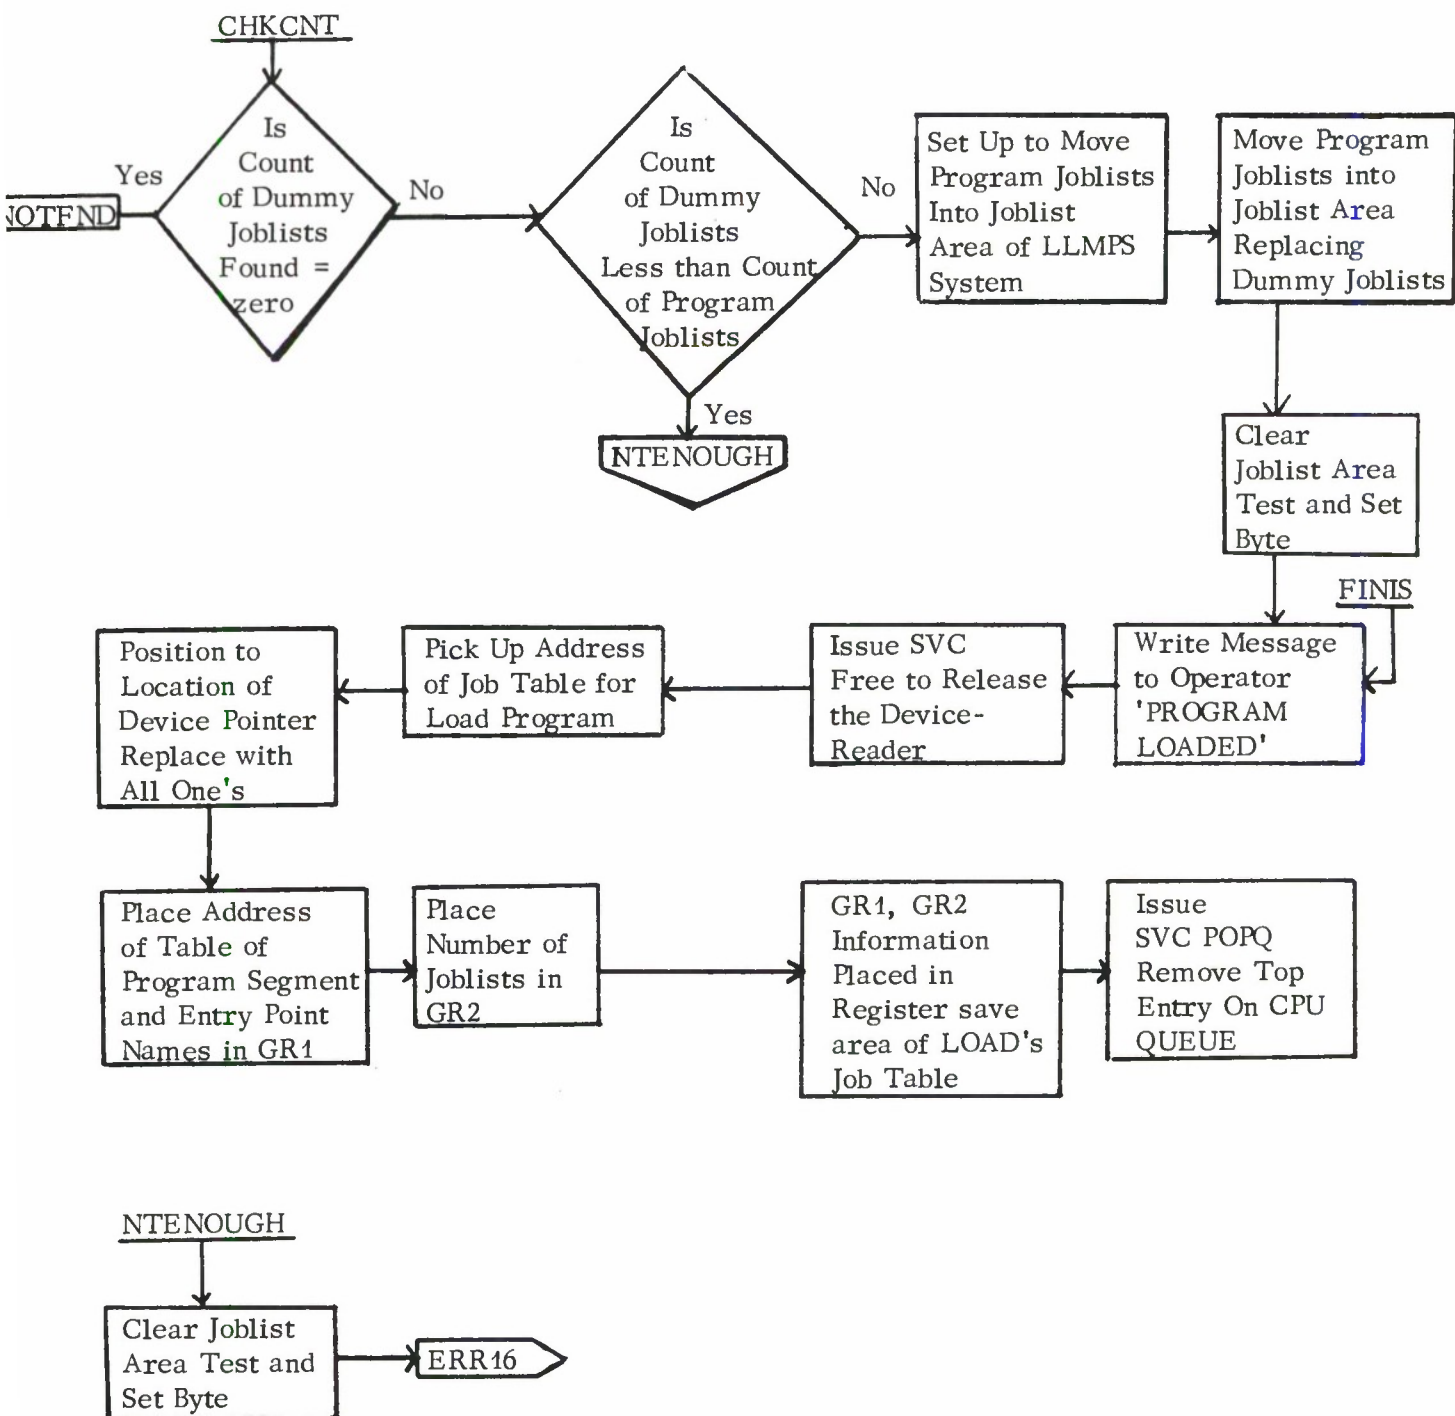 CHKCNT
Is
Count
of Dummy
Joblists
Found =
zero
Yes
NOTFND
No
Is
Count
of Dummy
Joblists
Less than Count
of Program
Joblists
No
Yes
NTENOUGH
Set Up to Move
Program Joblists
Into Joblist
Area of LLMPS
System
Move Program
Joblists into
Joblist Area
Replacing
Dummy Joblists
Clear
Joblist Area
Test and Set
Byte
FINIS
Write Message
to Operator
'PROGRAM
LOADED'
Issue SVC
Free to Release
the Device-
Reader
Pick Up Address
of Job Table for
Load Program
Position to
Location of
Device Pointer
Replace with
All One's
Place Address
of Table of
Program Segment
and Entry Point
Names in GR1
Place
Number of
Joblists in
GR2
GR1, GR2
Information
Placed in
Register save
area of LOAD's
Job Table
Issue
SVC POPQ
Remove Top
Entry On CPU
QUEUE
NTENOUGH
Clear Joblist
Area Test and
Set Byte
ERR16